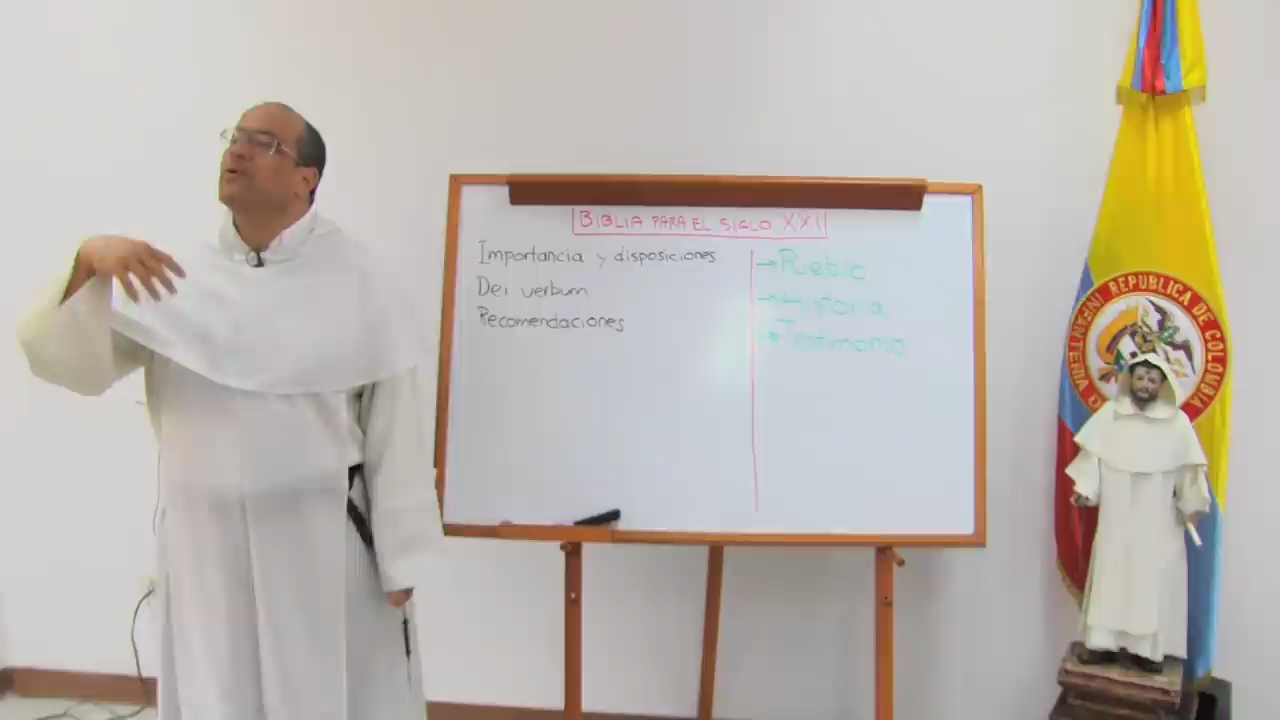 BIBLIA PARA EL SIGLO XXI
Importancia y disposiciones
Dei verbum
Recomendaciones
→ Pueblo
→ Historia
→ Testimonio
REPUBLICA DE COLOMBIA